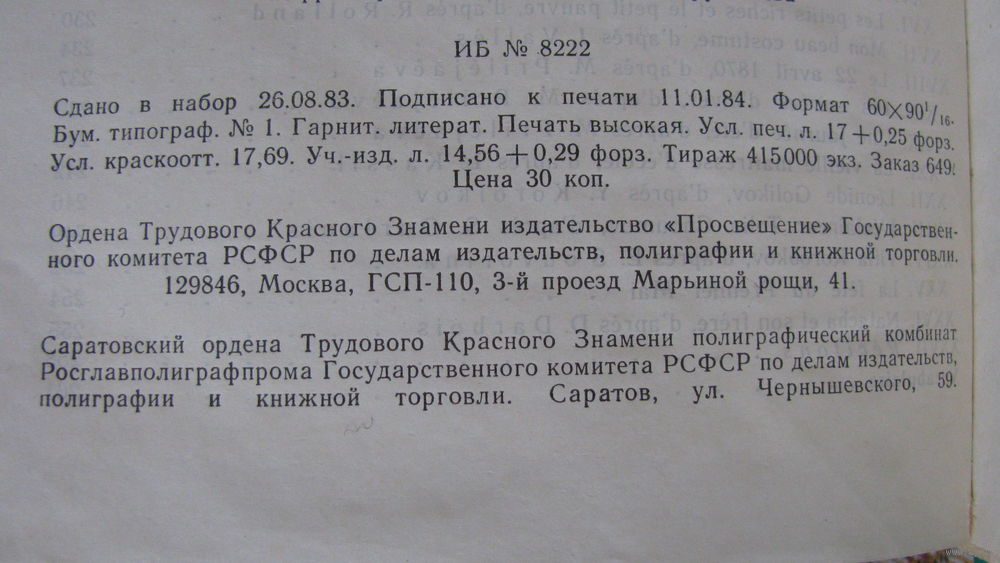 ИБ № 8222
Сдано в набор 26.08.83. Подписано к печати 11.01.84. Формат 60×90¹/₁₆.
Бум. типограф. № 1. Гарнит. литерат. Печать высокая. Усл. печ. л. 17+0,25 форз.
Усл. краскоотт. 17,69. Уч.-изд. л. 14,56+0,29 форз. Тираж 415000 экз. Заказ 649.
Цена 30 коп.
Ордена Трудового Красного Знамени издательство «Просвещение» Государствен-
ного комитета РСФСР по делам издательств, полиграфии и книжной торговли.
129846, Москва, ГСП-110, 3-й проезд Марьиной рощи, 41.
Саратовский ордена Трудового Красного Знамени полиграфический комбинат
Росглавполиграфпрома Государственного комитета РСФСР по делам издательств,
полиграфии и книжной торговли. Саратов, ул. Чернышевского, 59.